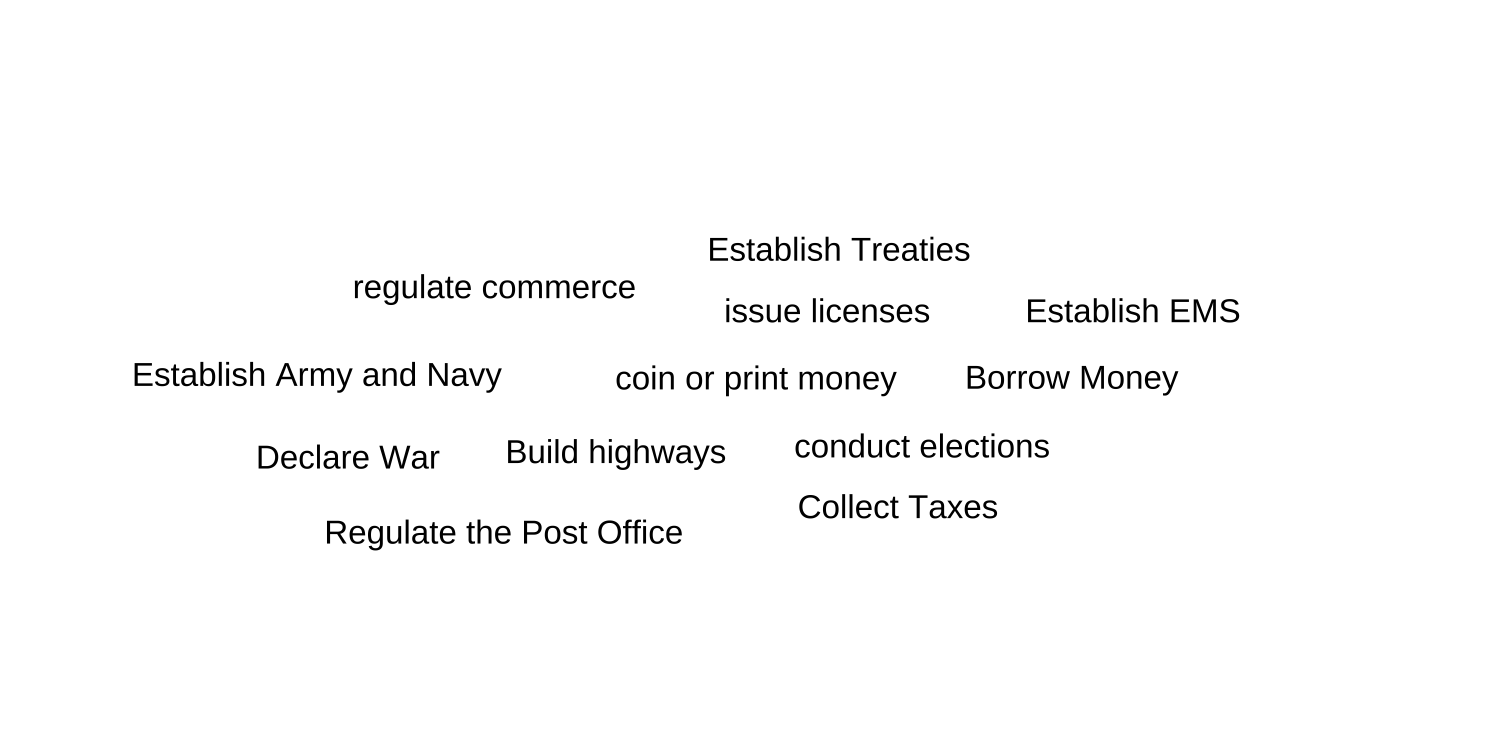 Establish Treaties
regulate commerce
issue licenses
Establish EMS
Establish Army and Navy
coin or print money
Borrow Money
Declare War
Build highways
conduct elections
Collect Taxes
Regulate the Post Office